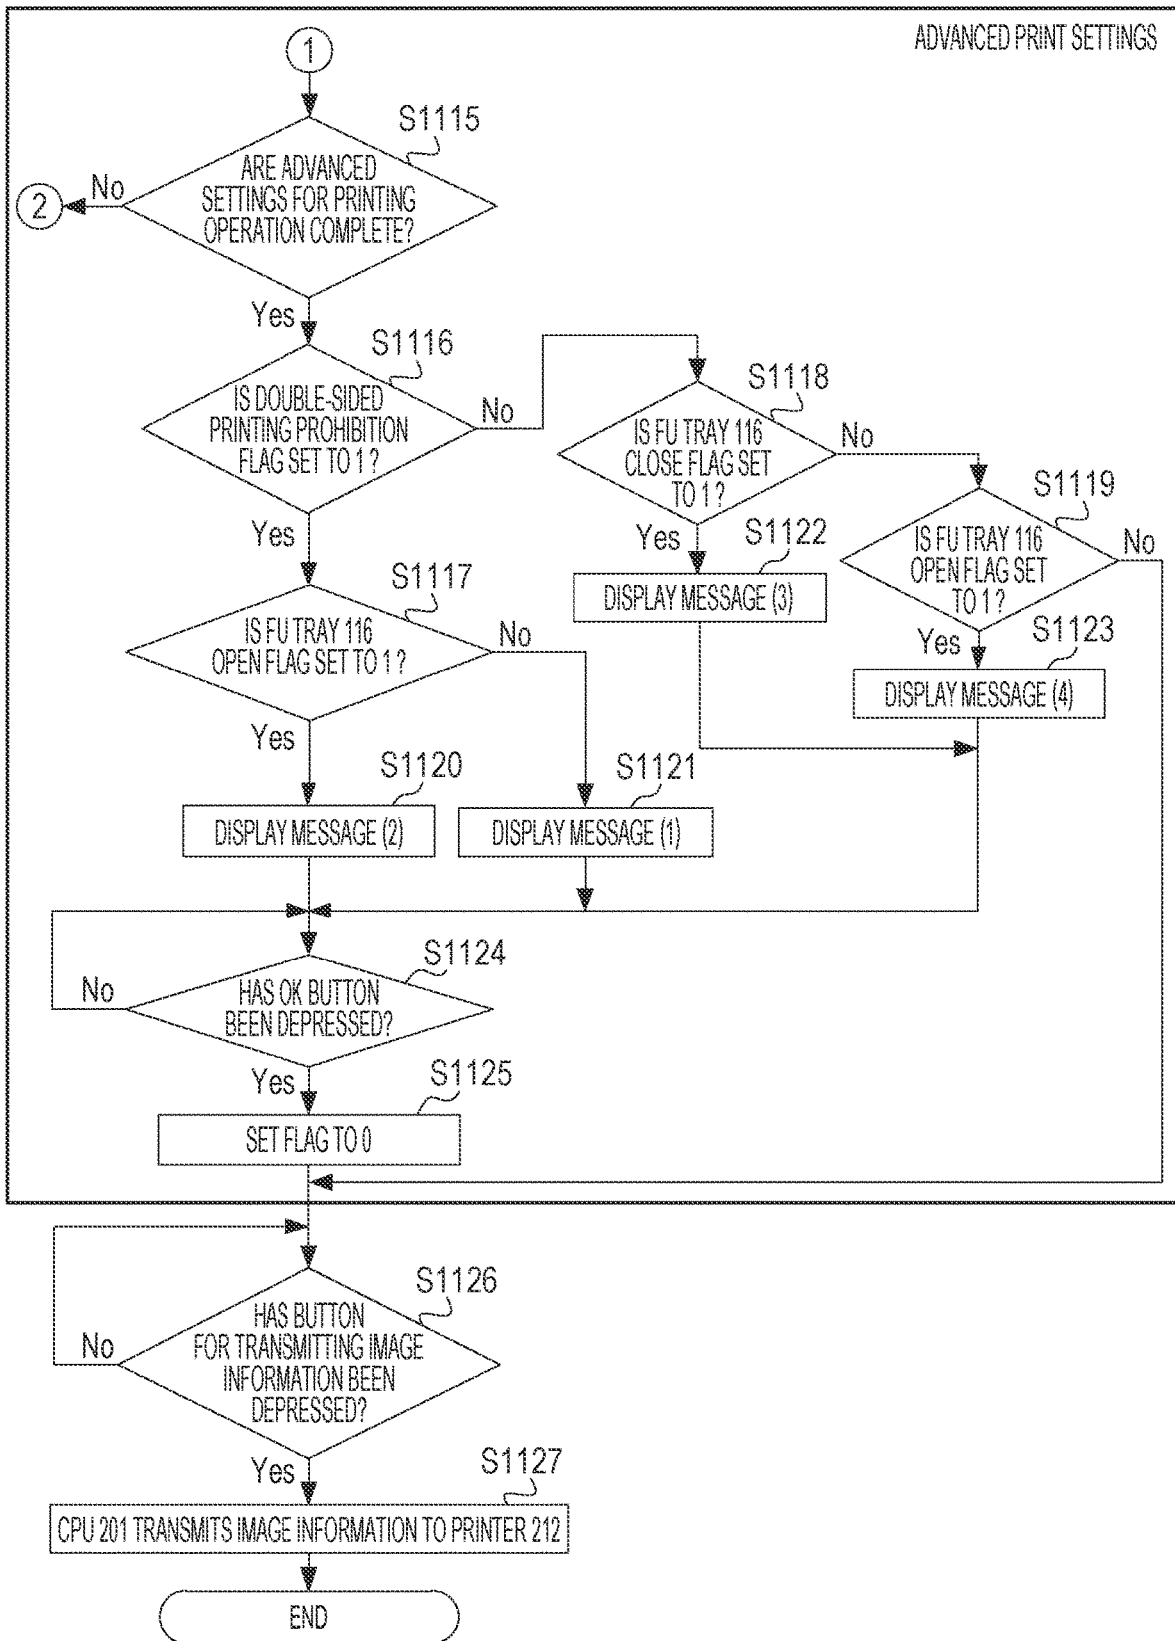 ADVANCED PRINT SETTINGS
1
S1115
ARE ADVANCED
SETTINGS FOR PRINTING
OPERATION COMPLETE?
No
2
Yes
S1116
IS DOUBLE-SIDED
PRINTING PROHIBITION
FLAG SET TO 1 ?
No
Yes
S1118
IS FU TRAY 116
CLOSE FLAG SET
TO 1 ?
No
Yes
S1119
IS FU TRAY 116
OPEN FLAG SET
TO 1 ?
No
Yes
S1122
DISPLAY MESSAGE (3)
S1123
DISPLAY MESSAGE (4)
S1117
IS FU TRAY 116
OPEN FLAG SET TO 1 ?
No
Yes
S1120
DISPLAY MESSAGE (2)
S1121
DISPLAY MESSAGE (1)
S1124
HAS OK BUTTON
BEEN DEPRESSED?
No
Yes
S1125
SET FLAG TO 0
S1126
HAS BUTTON
FOR TRANSMITTING IMAGE
INFORMATION BEEN
DEPRESSED?
No
Yes
S1127
CPU 201 TRANSMITS IMAGE INFORMATION TO PRINTER 212
END